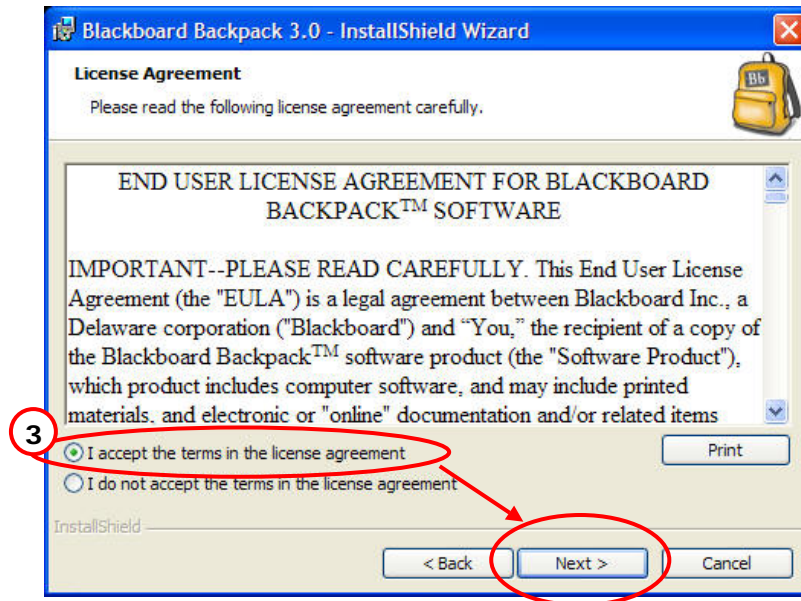 Blackboard Backpack 3.0 - InstallShield Wizard
License Agreement
Please read the following license agreement carefully.
Bb
END USER LICENSE AGREEMENT FOR BLACKBOARD
BACKPACK™ SOFTWARE
IMPORTANT--PLEASE READ CAREFULLY. This End User License
Agreement (the "EULA") is a legal agreement between Blackboard Inc., a
Delaware corporation ("Blackboard") and “You,” the recipient of a copy of
the Blackboard Backpack™ software product (the "Software Product"),
which product includes computer software, and may include printed
materials, and electronic or "online" documentation and/or related items
3
I accept the terms in the license agreement
Print
I do not accept the terms in the license agreement
InstallShield
< Back
Next >
Cancel